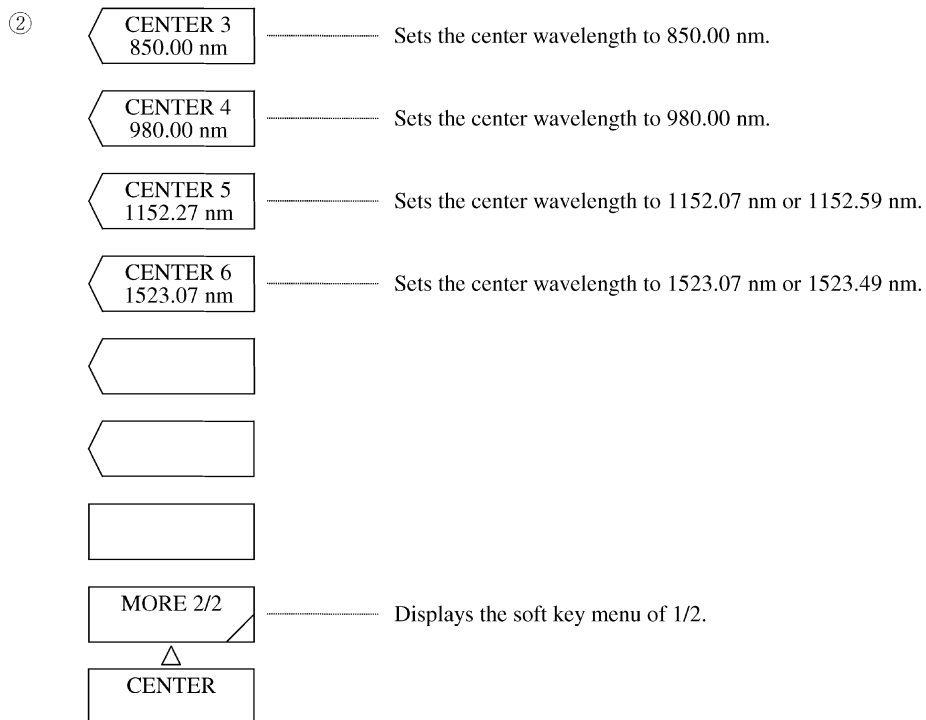 ②
CENTER 3
850.00 nm
Sets the center wavelength to 850.00 nm.
CENTER 4
980.00 nm
Sets the center wavelength to 980.00 nm.
CENTER 5
1152.27 nm
Sets the center wavelength to 1152.07 nm or 1152.59 nm.
CENTER 6
1523.07 nm
Sets the center wavelength to 1523.07 nm or 1523.49 nm.
MORE 2/2
Displays the soft key menu of 1/2.
CENTER